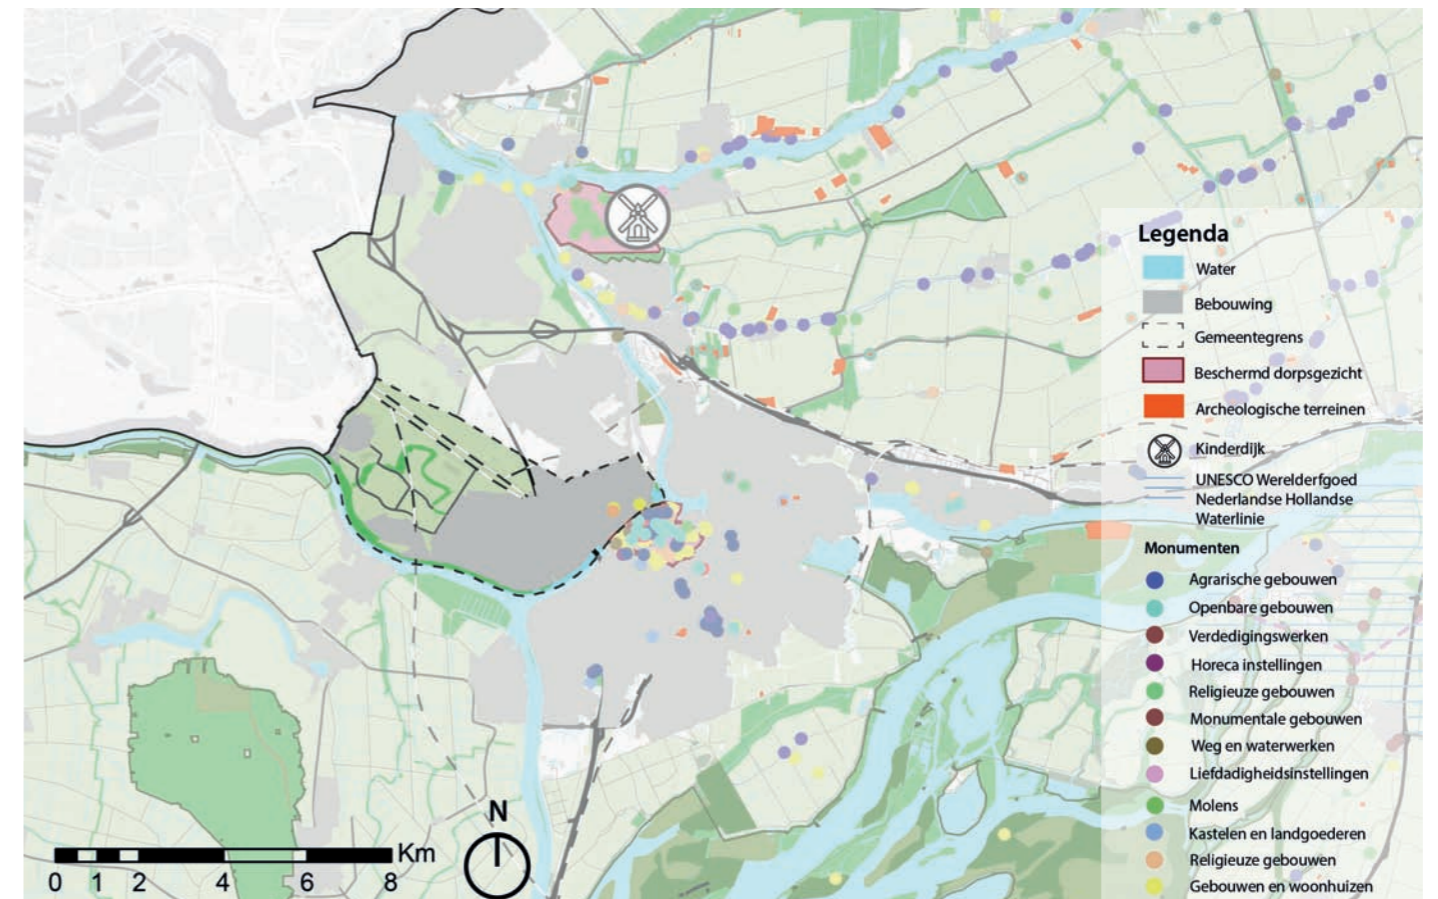 Legenda
Water
Bebouwing
Gemeentegrens
Beschermd dorpsgezicht
Archeologische terreinen
Kinderdijk
UNESCO Werelderfgoed
Nederlandse Hollandse
Waterlinie
Monumenten
Agrarische gebouwen
Openbare gebouwen
Verdedigingswerken
Horeca instellingen
Religieuze gebouwen
Monumentale gebouwen
Weg en waterwerken
Liefdadigheidsinstellingen
Molens
Kastelen en landgoederen
Religieuze gebouwen
Gebouwen en woonhuizen
N
Km
0 1 2 4 6 8